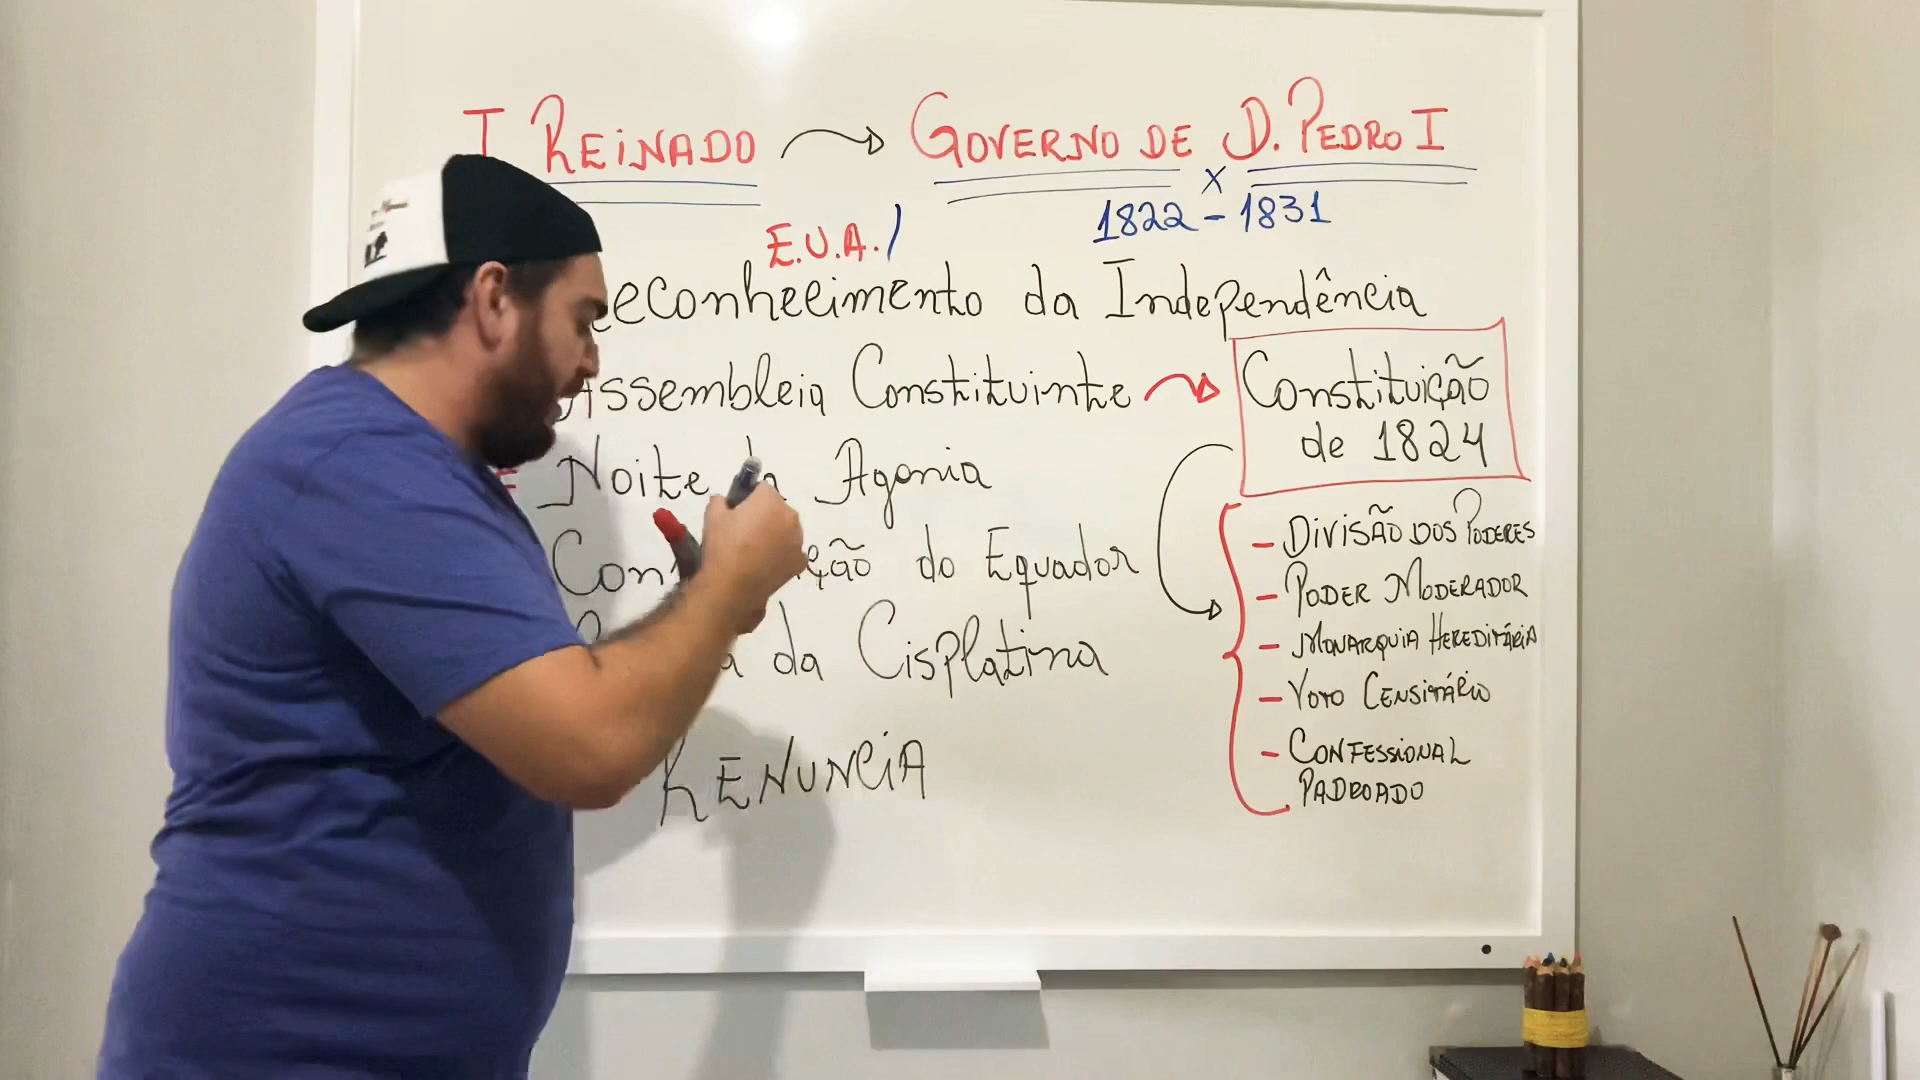 I REINADO → GOVERNO DE D. PEDRO I
X
1822 - 1831
E.U.A. /
econhecimento da Independência
Assembleia Constituinte → Constituição
de 1824
Noite da Agonia
Con ção do Equador
a da Cisplatina
RENUNCIA
- DIVISÃO DOS PODERES
- PODER MODERADOR
- MONARQUIA HEREDITÁRIA
- VOTO CENSITÁRIO
- CONFESSIONAL
PADROADO